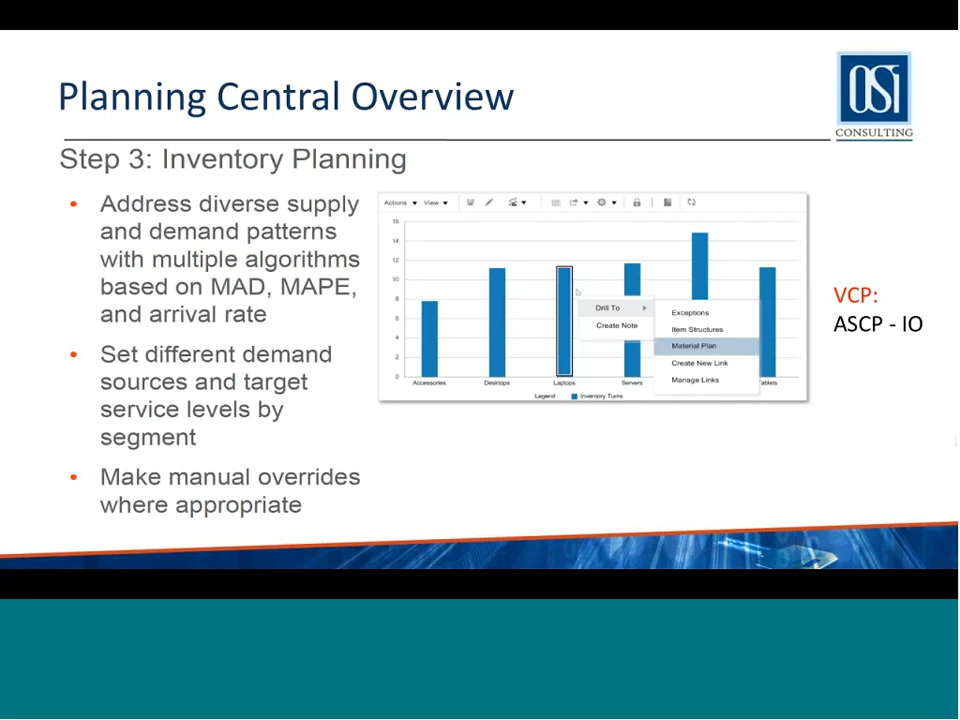 Planning Central Overview
OSi
CONSULTING
Step 3: Inventory Planning
• Address diverse supply
and demand patterns
with multiple algorithms
based on MAD, MAPE,
and arrival rate
• Set different demand
sources and target
service levels by
segment
• Make manual overrides
where appropriate
Actions View
16
14
12
10
8
6
4
2
0
Drill To
Create Note
Exceptions
Item Structures
Material Plan
Create New Link
Manage Links
Accessories Desktops Laptops Servers Tablets
Legend Inventory Turns
VCP:
ASCP - IO